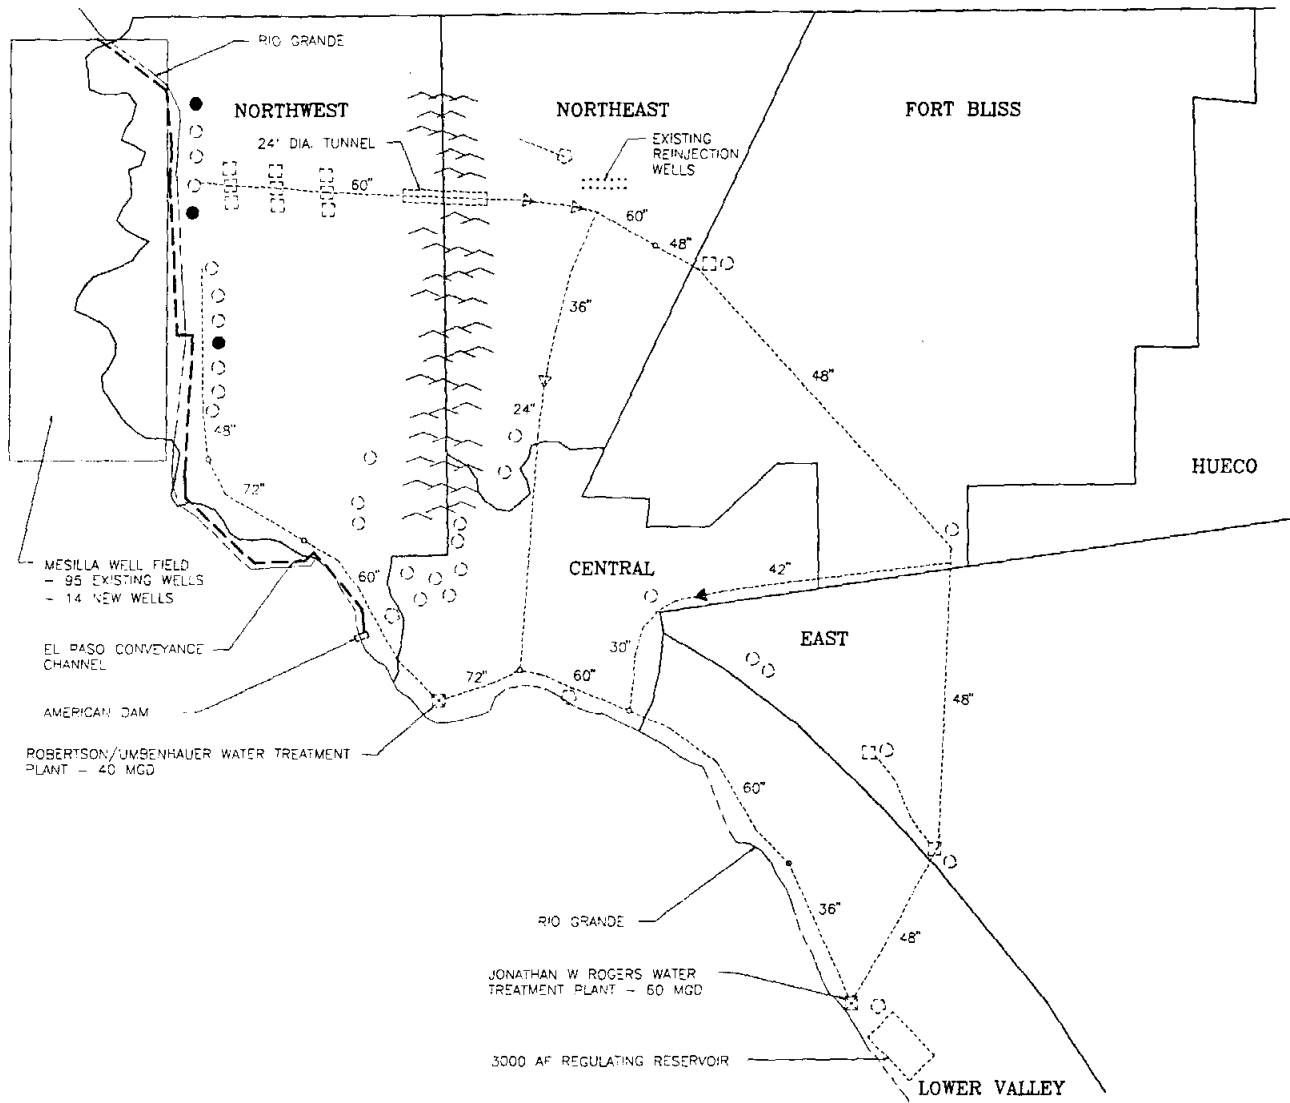 RIO GRANDE
NORTHWEST
NORTHEAST
FORT BLISS
24' DIA. TUNNEL
EXISTING
REINJECTION
WELLS
60"
60"
48"
36"
48"
24"
48"
HUECO
72"
MESILLA WELL FIELD
- 95 EXISTING WELLS
- 14 NEW WELLS
60"
CENTRAL
42"
EL PASO CONVEYANCE
CHANNEL
30"
EAST
72"
60"
48"
AMERICAN DAM
ROBERTSON/UMBENHAUER WATER TREATMENT
PLANT - 40 MGD
60"
RIO GRANDE
36"
48"
JONATHAN W ROGERS WATER
TREATMENT PLANT - 60 MGD
3000 AF REGULATING RESERVOIR
LOWER VALLEY